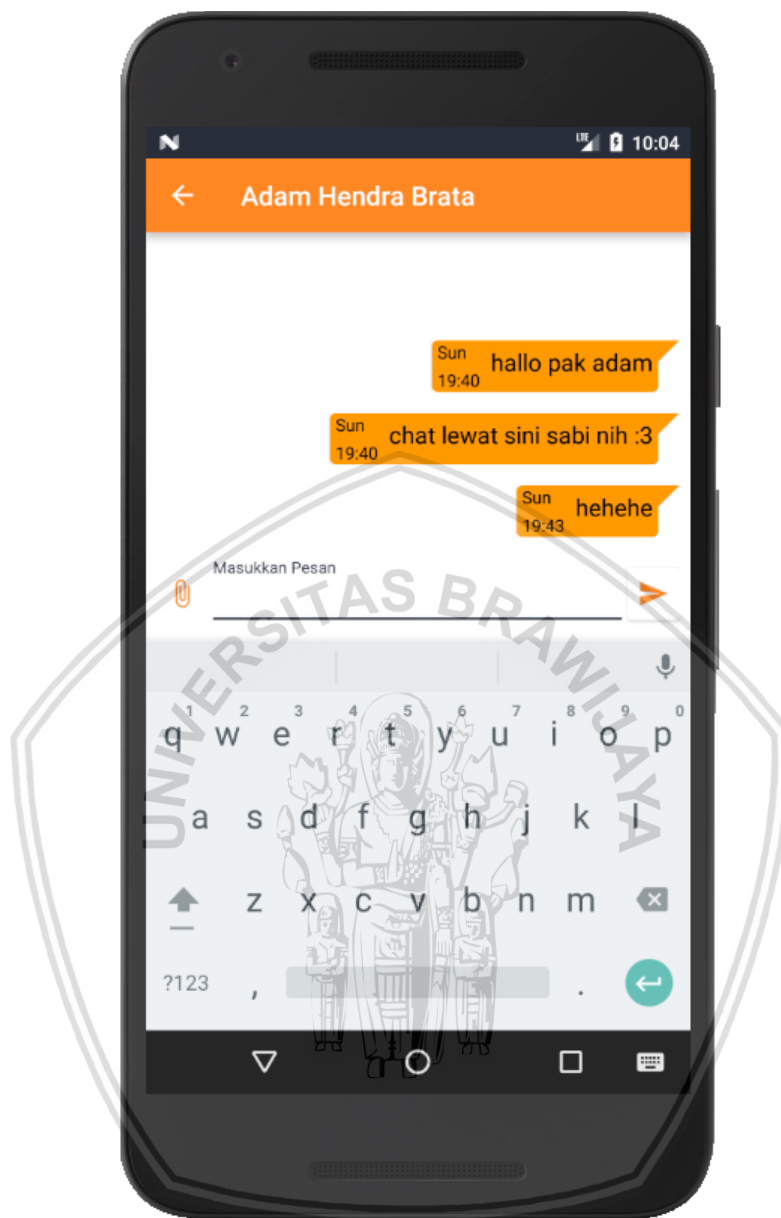 LTE 10:04
Adam Hendra Brata
Sun
19:40 hallo pak adam
Sun
19:40 chat lewat sini sabi nih :3
Sun
19:43 hehehe
Masukkan Pesan
UNIVERSITAS BRAWIJAYA
1 2 3 4 5 6 7 8 9 0
q w e r t y u i o p
a s d f g h j k l
z x c v b n m
?123 , .